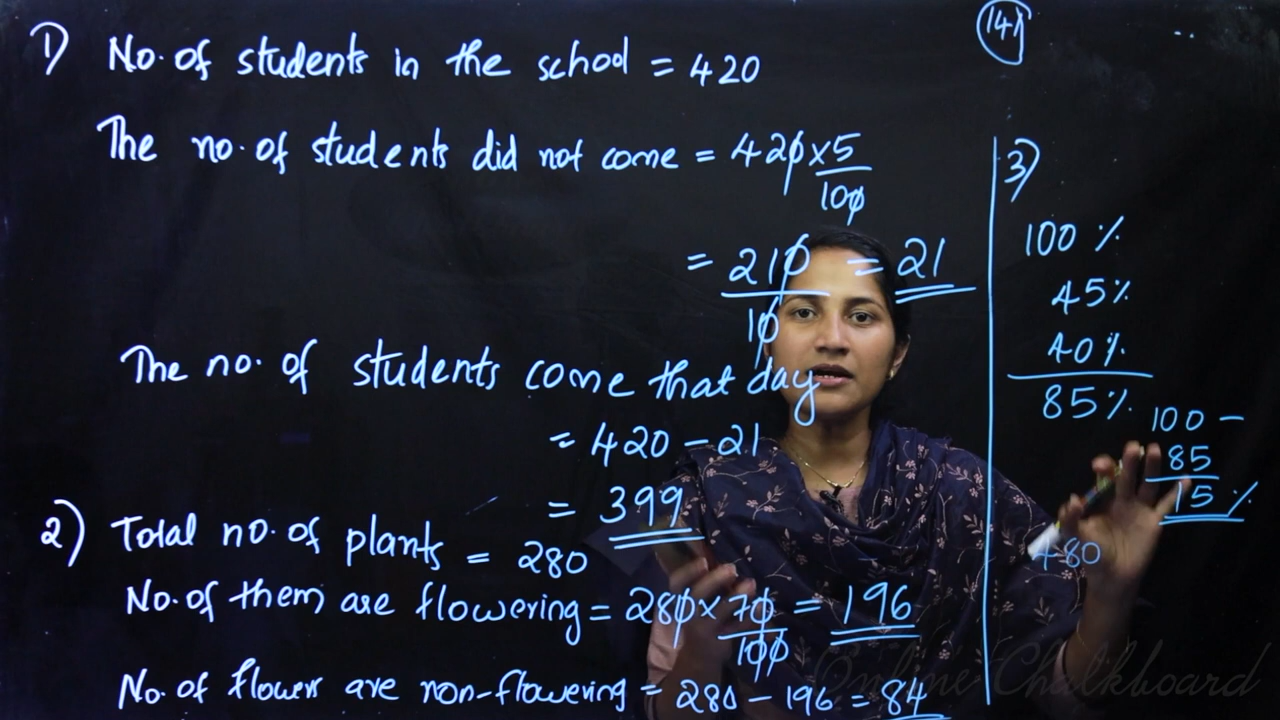 1) No. of students in the school = 420
The no. of students did not come = 420 × 5/100
= 210/10 = 21
The no. of students come that day
= 420 - 21
= 399
2) Total no. of plants = 280
No. of them are flowering = 280 × 70/100 = 196
No. of flowers are non-flowering = 280 - 196 = 84
(14)
3)
100 %
45 %
40 %
85 %
100 -
85
15 %
480
Online Chalkboard